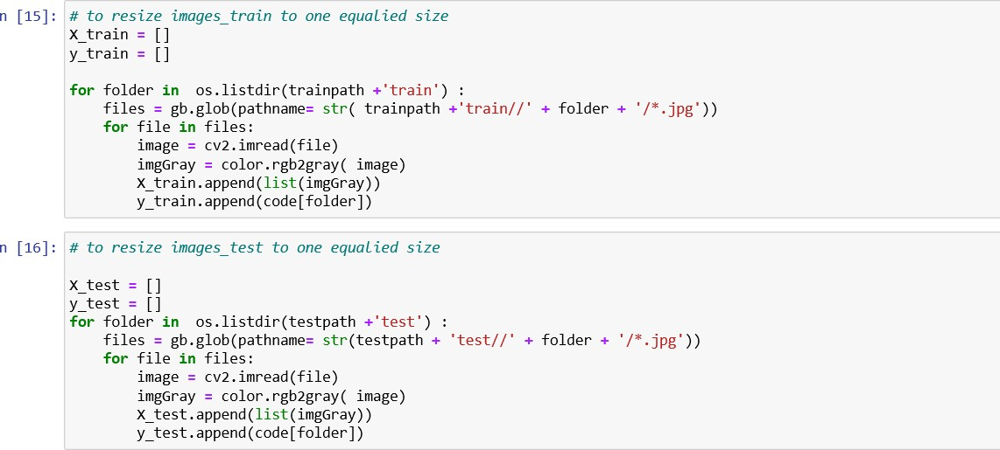 n [15]: # to resize images_train to one equalied size
X_train = []
y_train = []
for folder in  os.listdir(trainpath +'train') :
    files = gb.glob(pathname= str( trainpath +'train//' + folder + '/*.jpg'))
    for file in files:
        image = cv2.imread(file)
        imgGray = color.rgb2gray( image)
        X_train.append(list(imgGray))
        y_train.append(code[folder])
n [16]: # to resize images_test to one equalied size
X_test = []
y_test = []
for folder in  os.listdir(testpath +'test') :
    files = gb.glob(pathname= str(testpath + 'test//' + folder + '/*.jpg'))
    for file in files:
        image = cv2.imread(file)
        imgGray = color.rgb2gray( image)
        X_test.append(list(imgGray))
        y_test.append(code[folder])